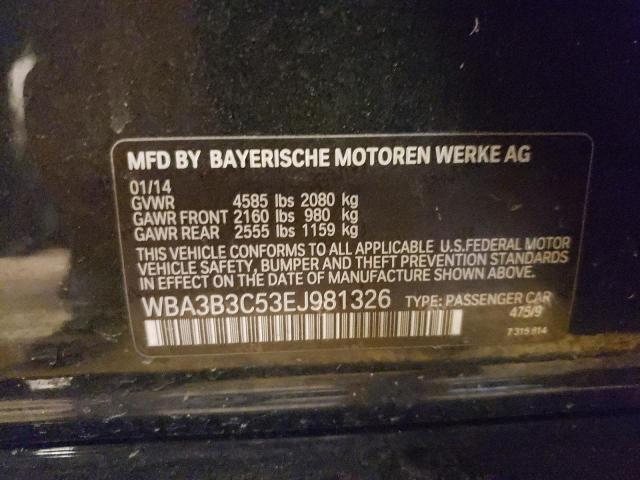 MFD BY BAYERISCHE MOTOREN WERKE AG
01/14
GVWR 4585 lbs 2080 kg
GAWR FRONT 2160 lbs 980 kg
GAWR REAR 2555 lbs 1159 kg
THIS VEHICLE CONFORMS TO ALL APPLICABLE U.S.FEDERAL MOTOR
VEHICLE SAFETY, BUMPER AND THEFT PREVENTION STANDARDS
IN EFFECT ON THE DATE OF MANUFACTURE SHOWN ABOVE.
WBA3B3C53EJ981326 TYPE: PASSENGER CAR
475/9
7 315 814